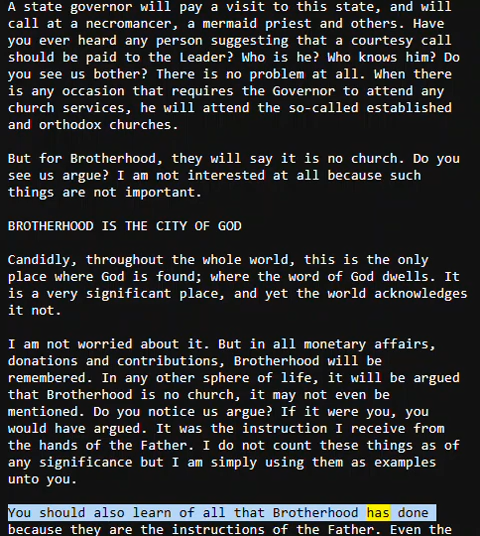 A state governor will pay a visit to this state, and will
call at a necromancer, a mermaid priest and others. Have
you ever heard any person suggesting that a courtesy call
should be paid to the Leader? Who is he? Who knows him? Do
you see us bother? There is no problem at all. When there
is any occasion that requires the Governor to attend any
church services, he will attend the so-called established
and orthodox churches.

But for Brotherhood, they will say it is no church. Do you
see us argue? I am not interested at all because such
things are not important.

BROTHERHOOD IS THE CITY OF GOD

Candidly, throughout the whole world, this is the only
place where God is found; where the word of God dwells. It
is a very significant place, and yet the world acknowledges
it not.

I am not worried about it. But in all monetary affairs,
donations and contributions, Brotherhood will be
remembered. In any other sphere of life, it will be argued
that Brotherhood is no church, it may not even be
mentioned. Do you notice us argue? If it were you, you
would have argued. It was the instruction I receive from
the hands of the Father. I do not count these things as of
any significance but I am simply using them as examples
unto you.

You should also learn of all that Brotherhood has done
because they are the instructions of the Father. Even the